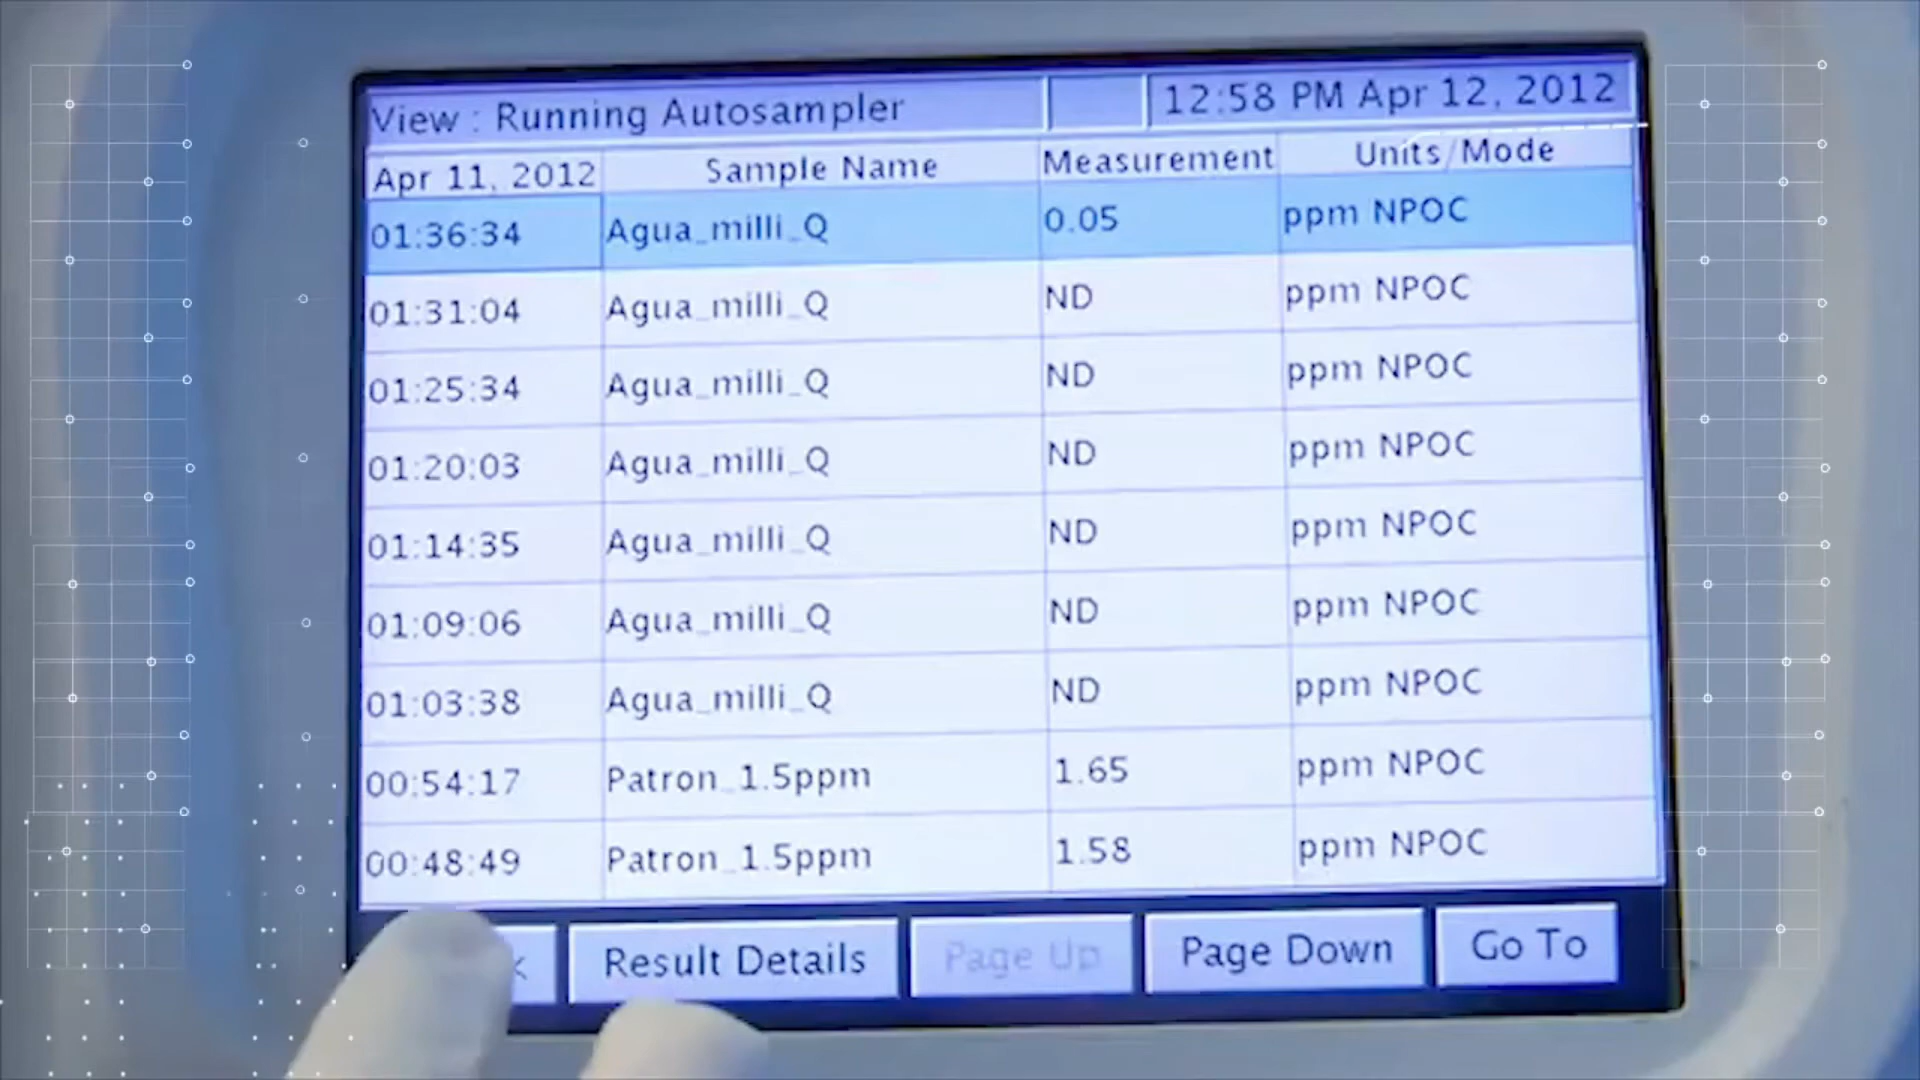 View : Running Autosampler 12:58 PM Apr 12, 2012
Apr 11, 2012 Sample Name Measurement Units/Mode
01:36:34 Agua_milli_Q 0.05 ppm NPOC
01:31:04 Agua_milli_Q ND ppm NPOC
01:25:34 Agua_milli_Q ND ppm NPOC
01:20:03 Agua_milli_Q ND ppm NPOC
01:14:35 Agua_milli_Q ND ppm NPOC
01:09:06 Agua_milli_Q ND ppm NPOC
01:03:38 Agua_milli_Q ND ppm NPOC
00:54:17 Patron_1.5ppm 1.65 ppm NPOC
00:48:49 Patron_1.5ppm 1.58 ppm NPOC
Result Details Page Up Page Down Go To